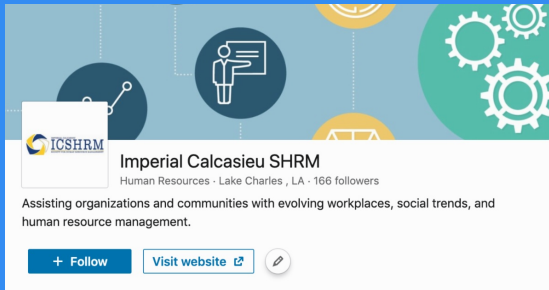 ICSHRM
Imperial Calcasieu SHRM
Human Resources · Lake Charles , LA · 166 followers
Assisting organizations and communities with evolving workplaces, social trends, and
human resource management.
+ Follow
Visit website